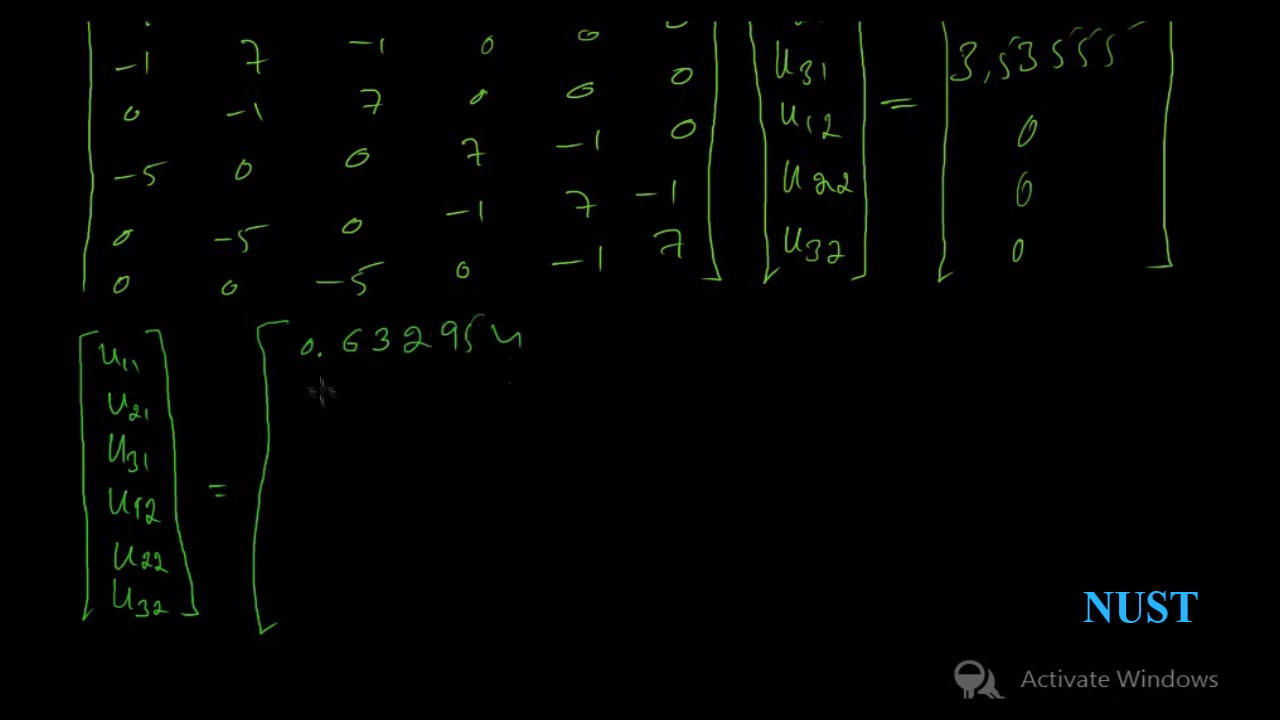 -1 7 -1 0 0 0 u31 3,53555
0 -1 7 0 0 0 u12 = 0
-5 0 0 7 -1 0 u22 0
0 -5 0 -1 7 -1 u32 0
0 0 -5 0 -1 7
u11 0.632954
u21
u31
u12 =
u22
u32
NUST
Activate Windows